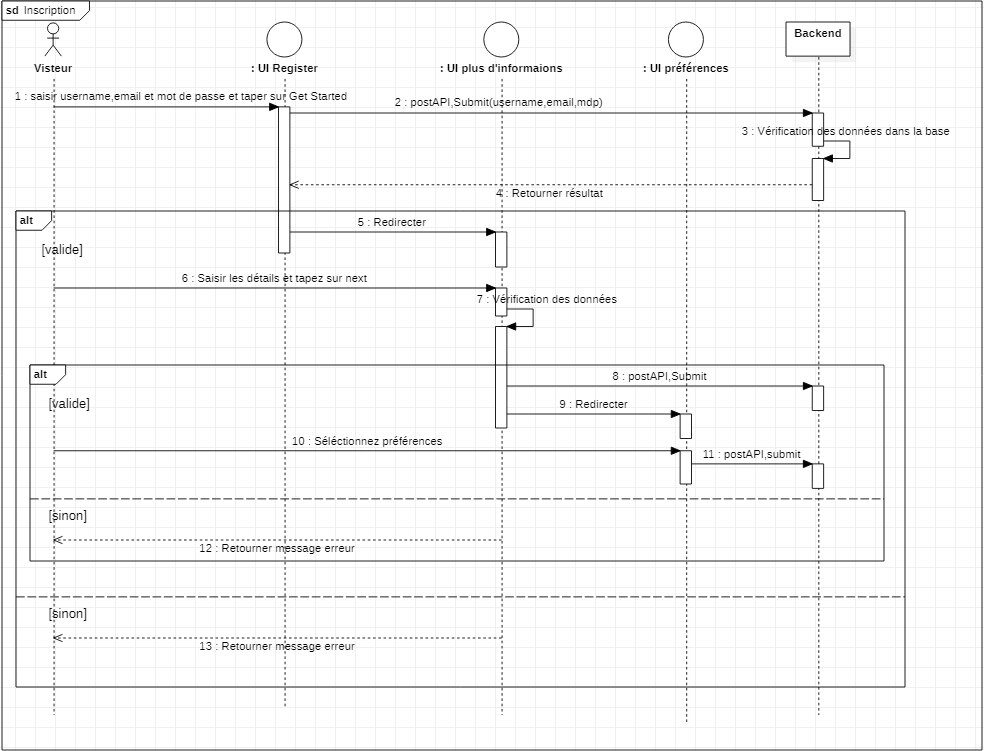 sd Inscription
Visteur
: UI Register
: UI plus d'informaions
: UI préférences
Backend
1 : saisir username,email et mot de passe et taper sur Get Started
2 : postAPI,Submit(username,email,mdp)
3 : Vérification des données dans la base
4 : Retourner résultat
alt
5 : Redirecter
[valide]
6 : Saisir les détails et tapez sur next
7 : Vérification des données
alt
8 : postAPI,Submit
[valide]
9 : Redirecter
10 : Séléctionnez préférences
11 : postAPI,submit
[sinon]
12 : Retourner message erreur
[sinon]
13 : Retourner message erreur